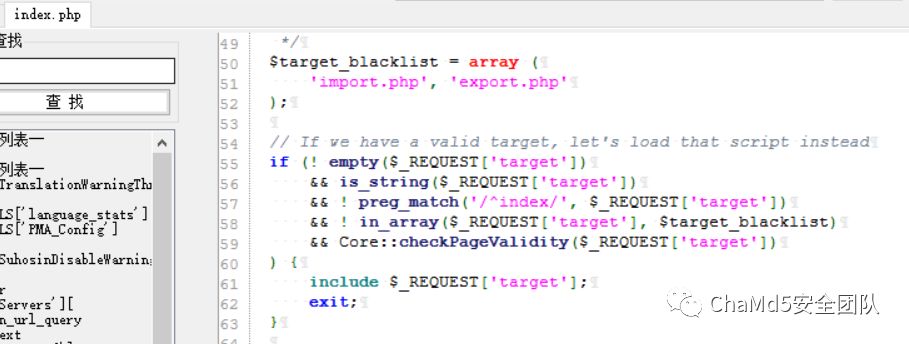 index.php
查找
查 找
列表一
列表一
TranslationWarningTh
LS['language_stats']
LS['PMA_Config']
SuhosinDisableWarning
r
Servers'][
n_url_query
ext
49 */
50 $target_blacklist = array (
51 'import.php', 'export.php'
52 );
53
54 // If we have a valid target, let's load that script instead
55 if (! empty($_REQUEST['target'])
56 && is_string($_REQUEST['target'])
57 && ! preg_match('/^index/', $_REQUEST['target'])
58 && ! in_array($_REQUEST['target'], $target_blacklist)
59 && Core::checkPageValidity($_REQUEST['target'])
60 ) {
61 include $_REQUEST['target'];
62 exit;
63 }
ChaMd5安全团队